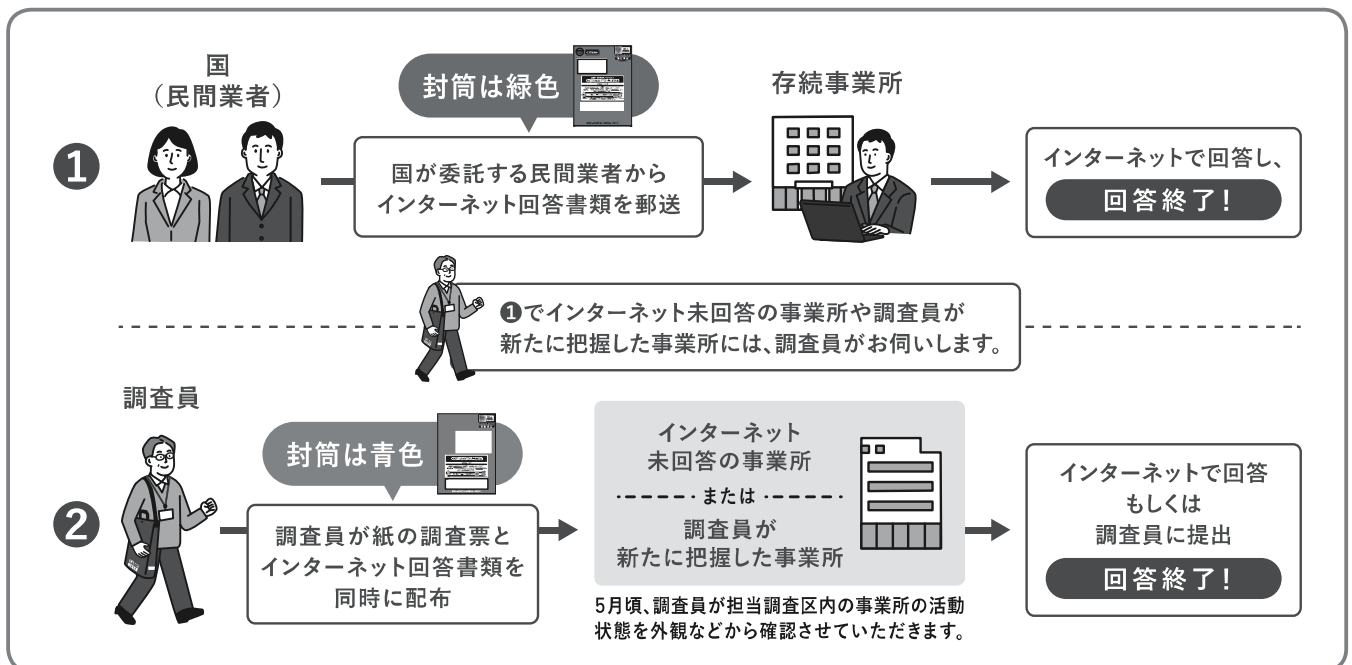 国
（民間業者）
封筒は緑色
存続事業所
❶
国が委託する民間業者から
インターネット回答書類を郵送
インターネットで回答し、
回答終了！
❶でインターネット未回答の事業所や調査員が
新たに把握した事業所には、調査員がお伺いします。
調査員
封筒は青色
❷
調査員が紙の調査票と
インターネット回答書類を
同時に配布
インターネット
未回答の事業所
または
調査員が
新たに把握した事業所
5月頃、調査員が担当調査区内の事業所の活動
状態を外観などから確認させていただきます。
インターネットで回答
もしくは
調査員に提出
回答終了！